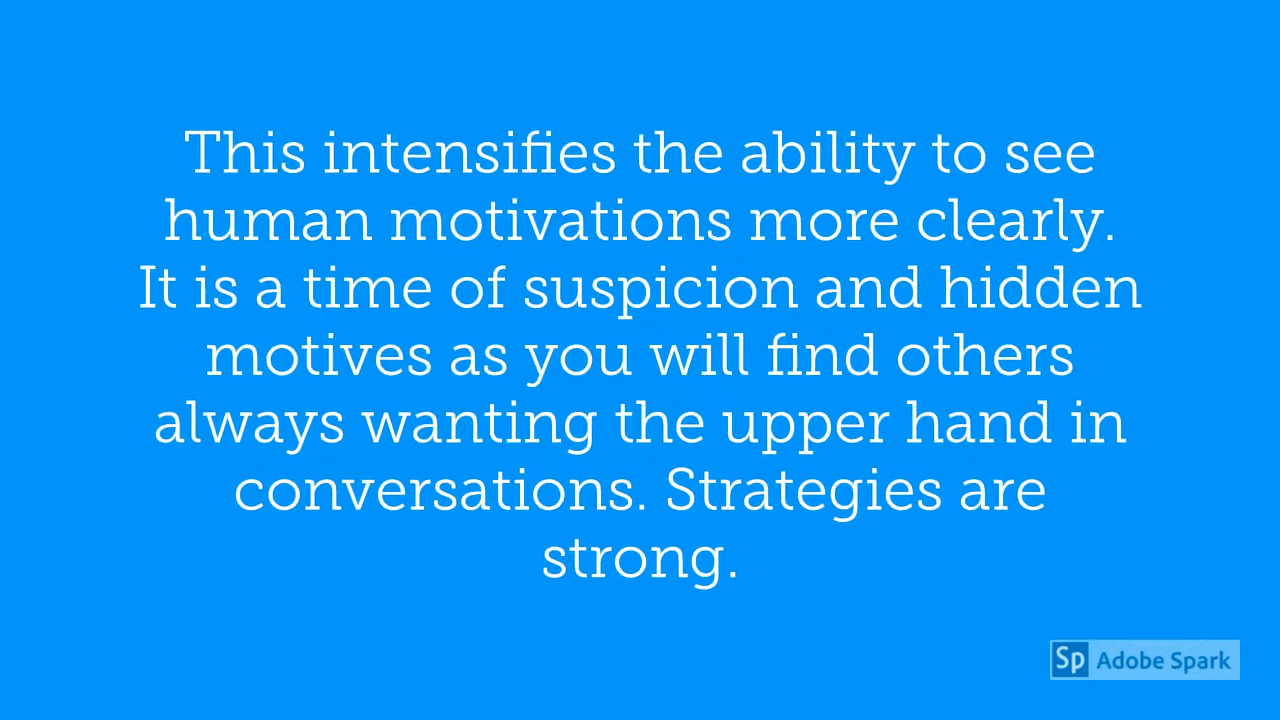 This intensifies the ability to see
human motivations more clearly.
It is a time of suspicion and hidden
motives as you will find others
always wanting the upper hand in
conversations. Strategies are
strong.
Sp Adobe Spark